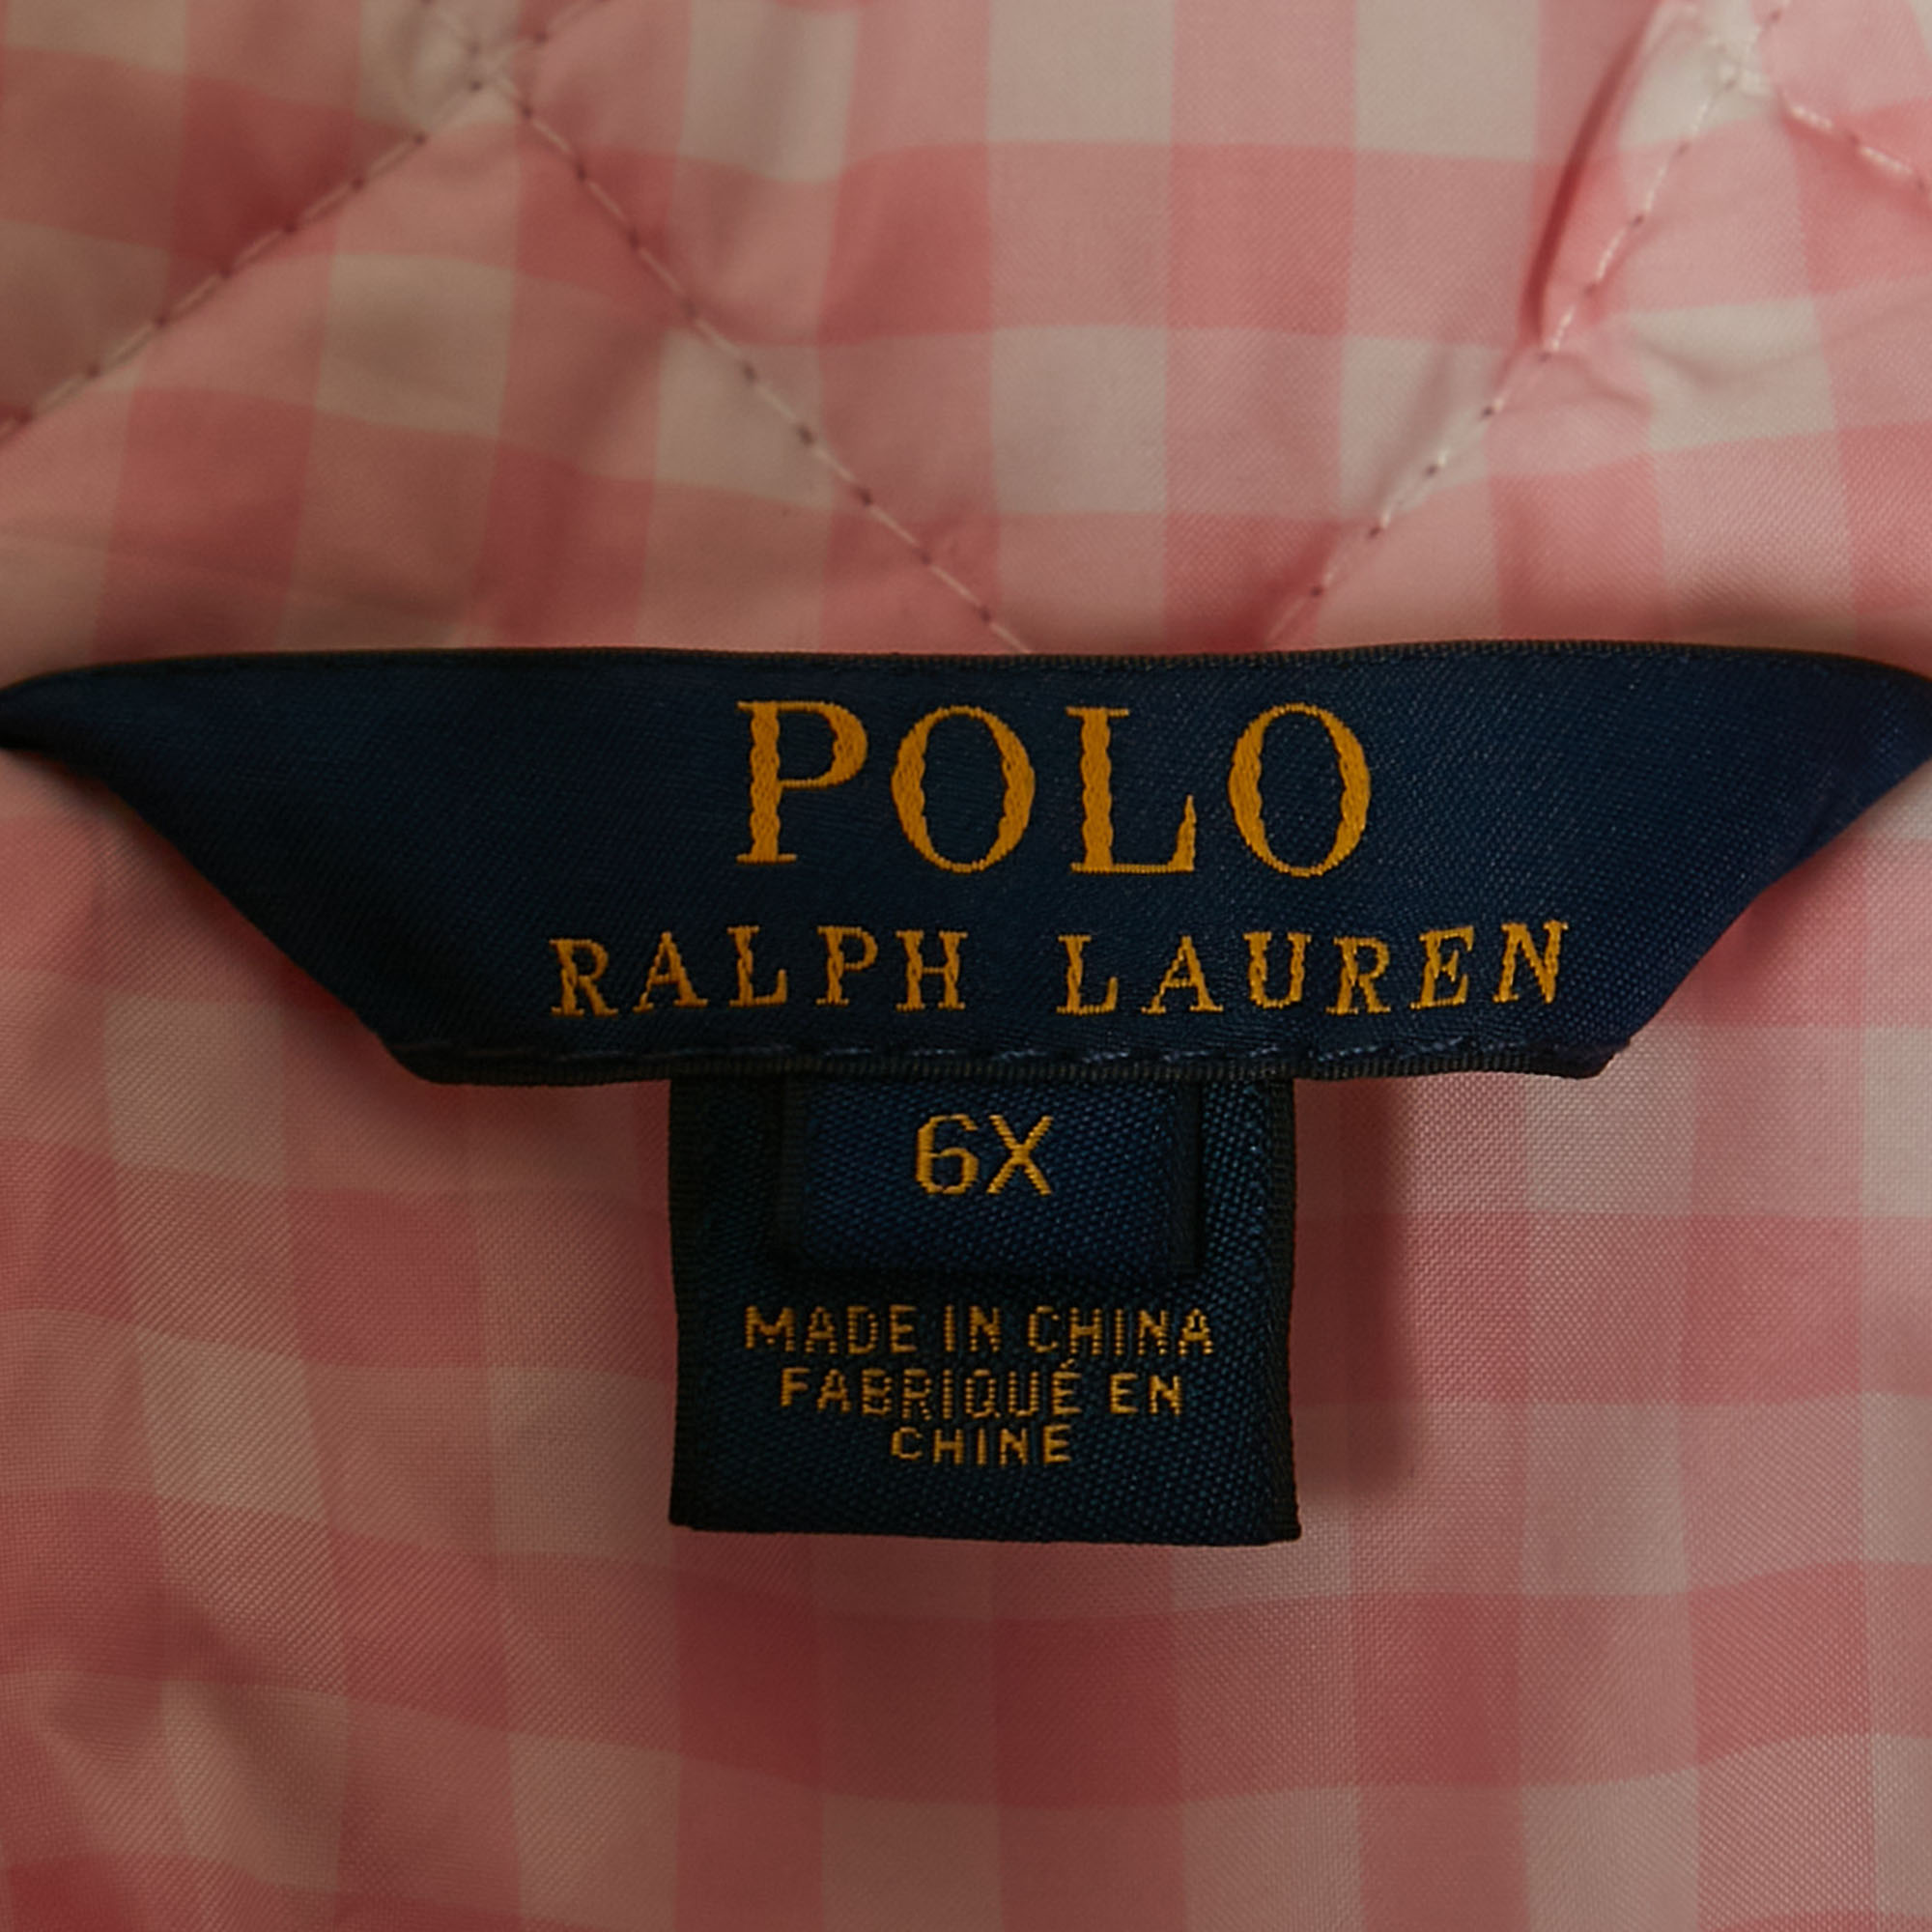 POLO
RALPH LAUREN
6X
MADE IN CHINA
FABRIQUÉ EN
CHINE